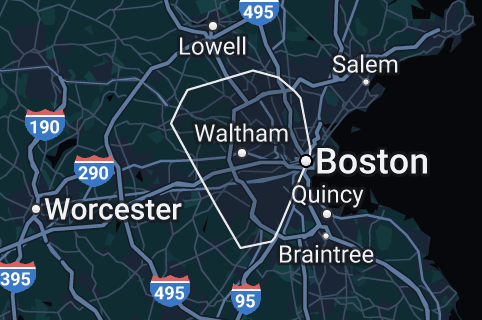 495
Lowell
Salem
190
Waltham
Boston
290
Quincy
Worcester
Braintree
395
495
95